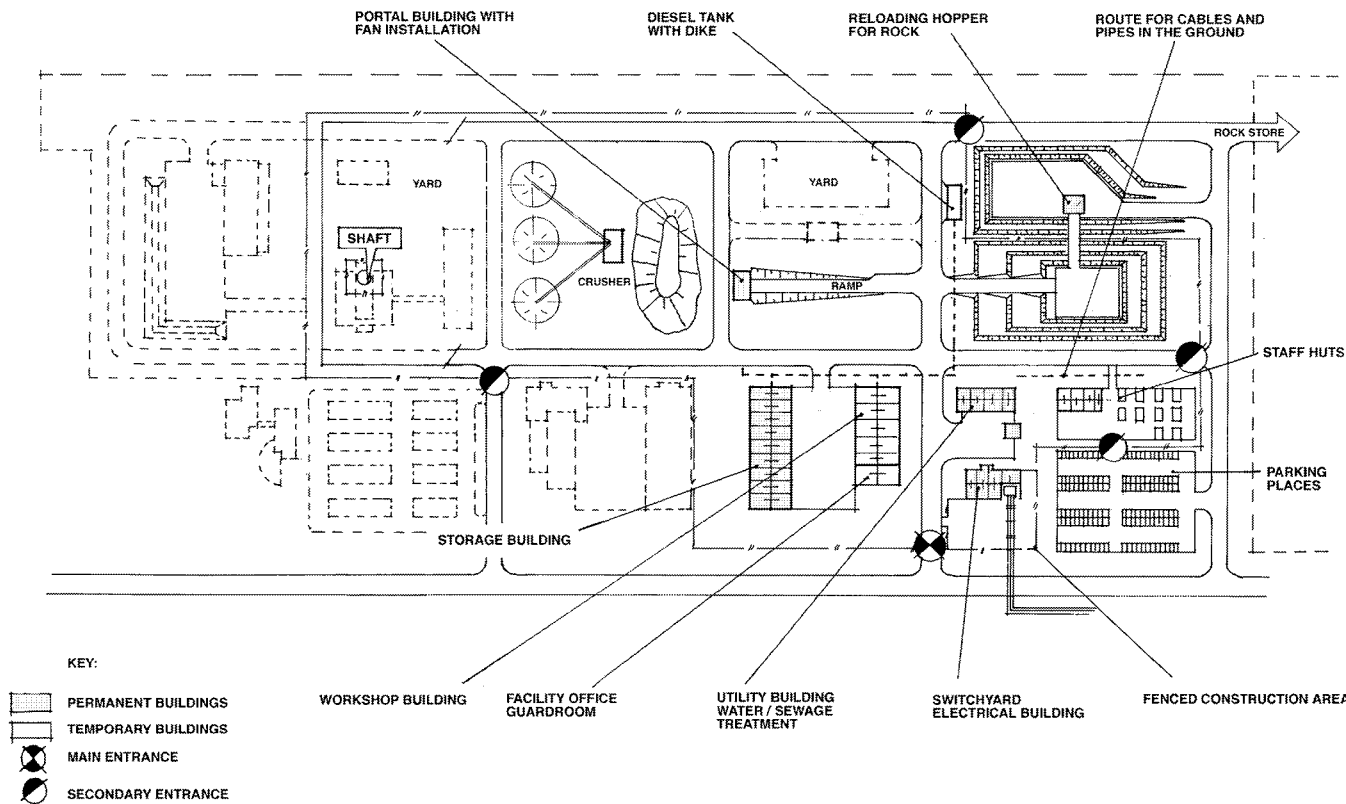 PORTAL BUILDING WITH
FAN INSTALLATION
DIESEL TANK
WITH DIKE
RELOADING HOPPER
FOR ROCK
ROUTE FOR CABLES AND
PIPES IN THE GROUND
ROCK STORE
YARD
YARD
SHAFT
CRUSHER
RAMP
STAFF HUTS
PARKING
PLACES
STORAGE BUILDING
WORKSHOP BUILDING
FACILITY OFFICE
GUARDROOM
UTILITY BUILDING
WATER / SEWAGE
TREATMENT
SWITCHYARD
ELECTRICAL BUILDING
FENCED CONSTRUCTION AREA
KEY:
PERMANENT BUILDINGS
TEMPORARY BUILDINGS
MAIN ENTRANCE
SECONDARY ENTRANCE